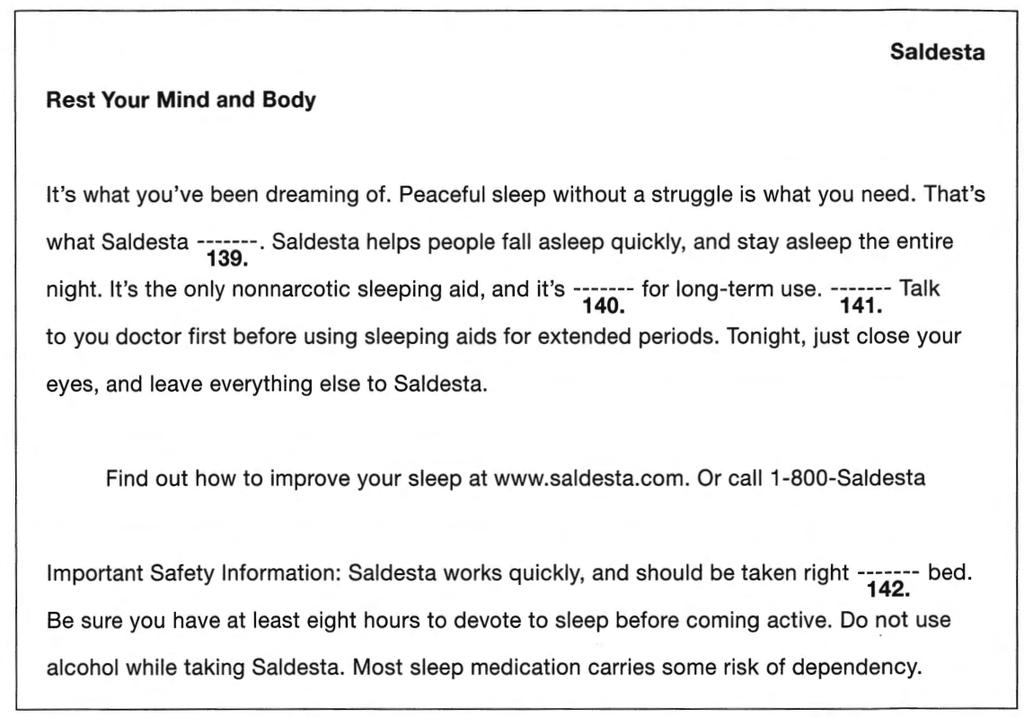 Saldesta
Rest Your Mind and Body
It's what you've been dreaming of. Peaceful sleep without a struggle is what you need. That's
what Saldesta -------. Saldesta helps people fall asleep quickly, and stay asleep the entire
139.
night. It's the only nonnarcotic sleeping aid, and it's ------- for long-term use. ------- Talk
140. 141.
to you doctor first before using sleeping aids for extended periods. Tonight, just close your
eyes, and leave everything else to Saldesta.
Find out how to improve your sleep at www.saldesta.com. Or call 1-800-Saldesta
Important Safety Information: Saldesta works quickly, and should be taken right ------- bed.
142.
Be sure you have at least eight hours to devote to sleep before coming active. Do not use
alcohol while taking Saldesta. Most sleep medication carries some risk of dependency.